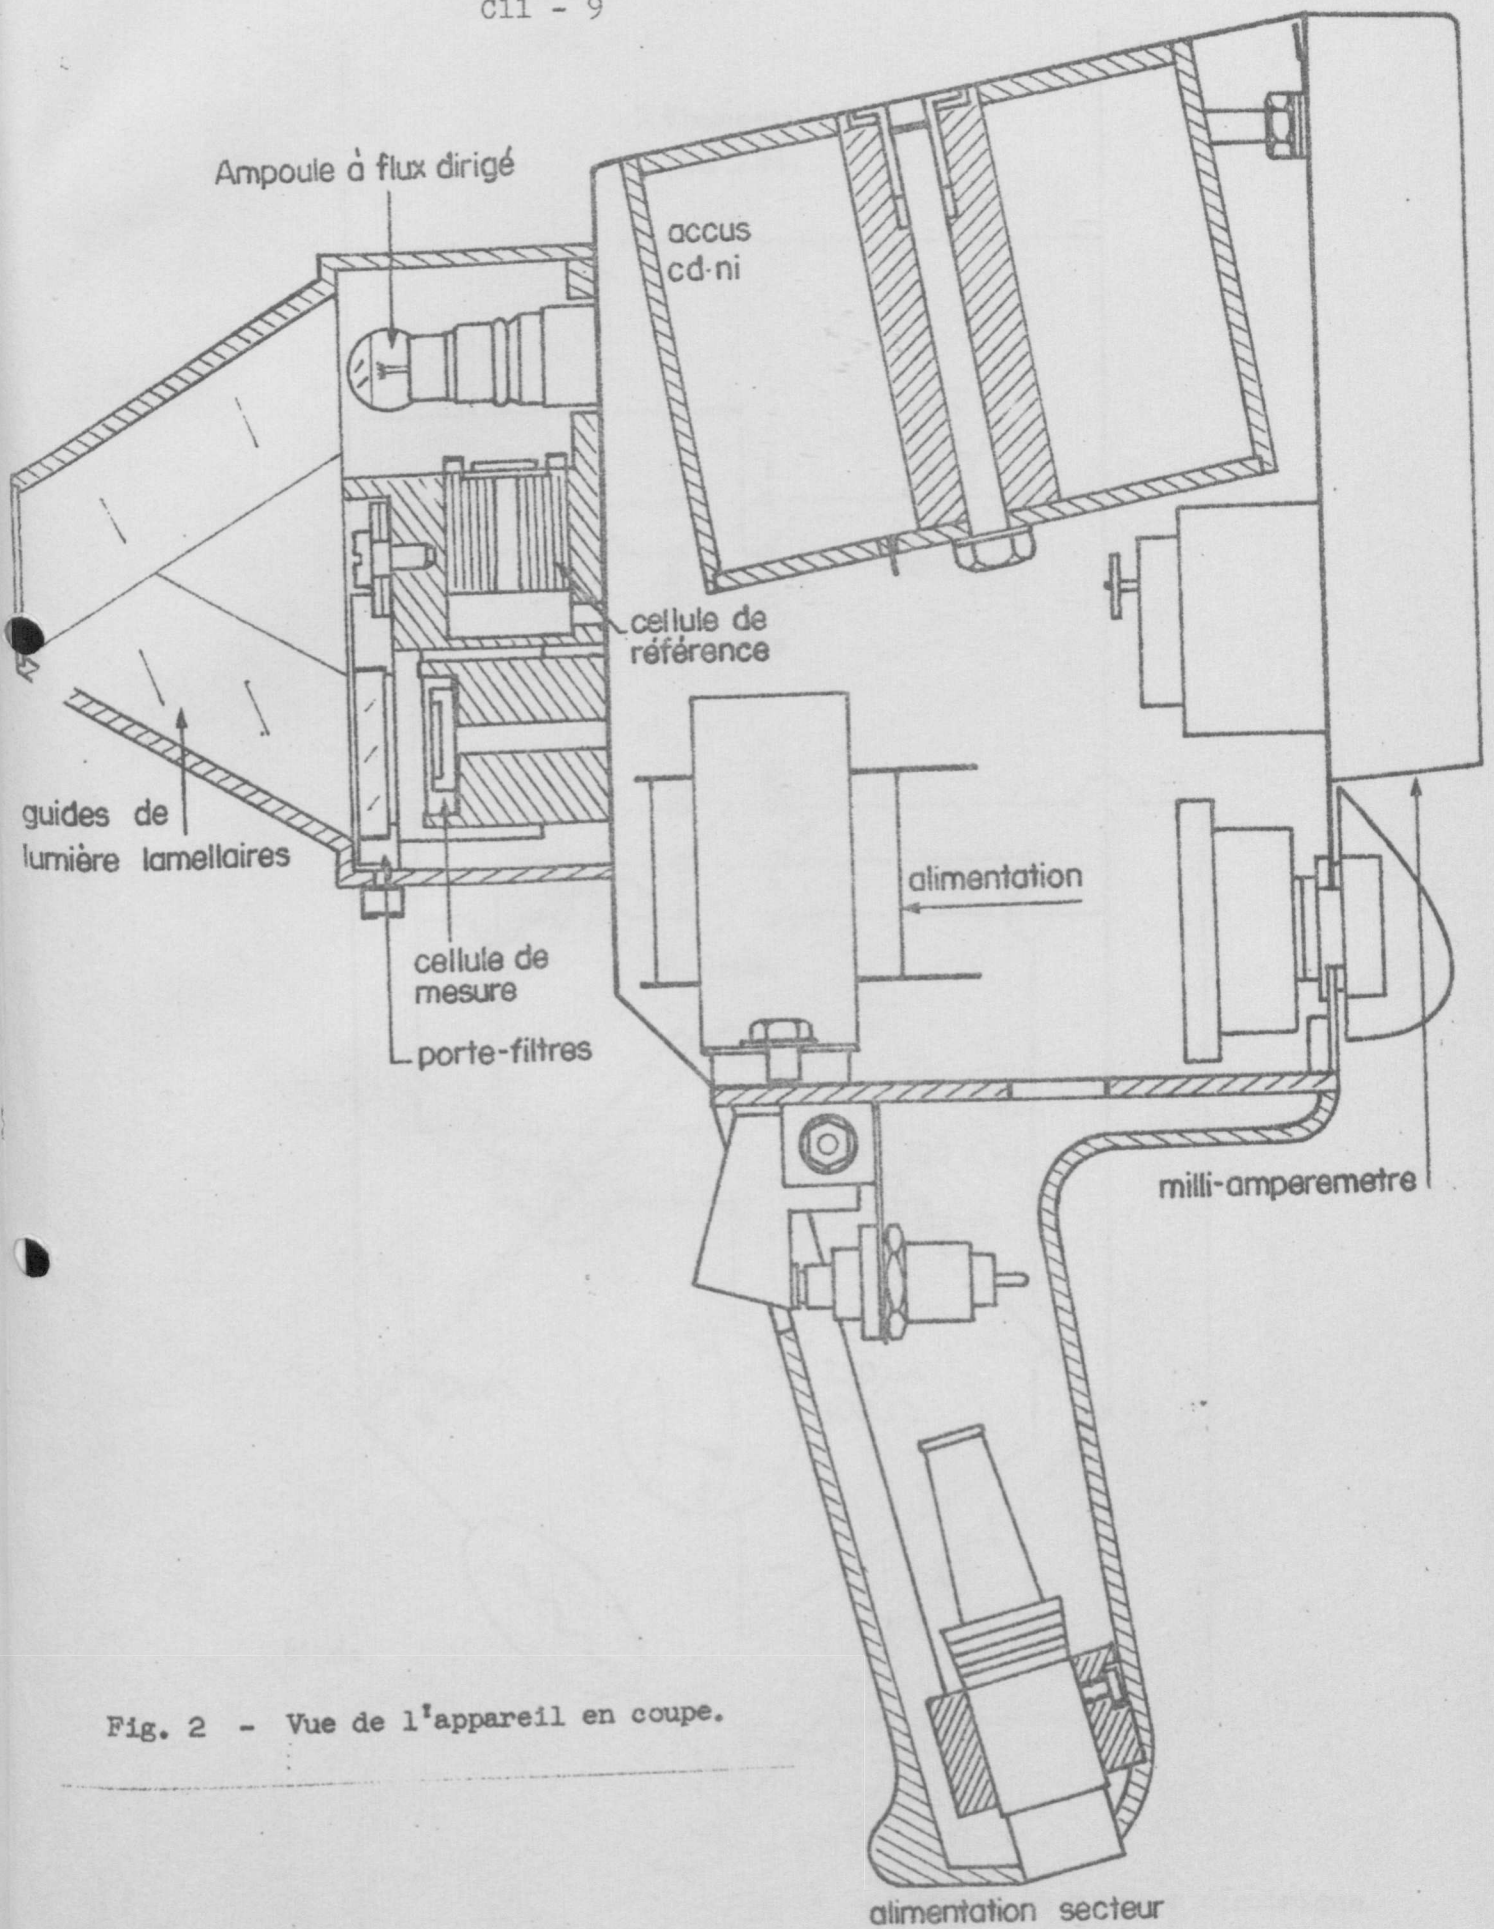 C11 - 9
Ampoule à flux dirigé
accus
cd-ni
cellule de
référence
guides de
lumière lamellaires
alimentation
cellule de
mesure
porte-filtres
milli-amperemetre
Fig. 2 - Vue de l'appareil en coupe.
alimentation secteur